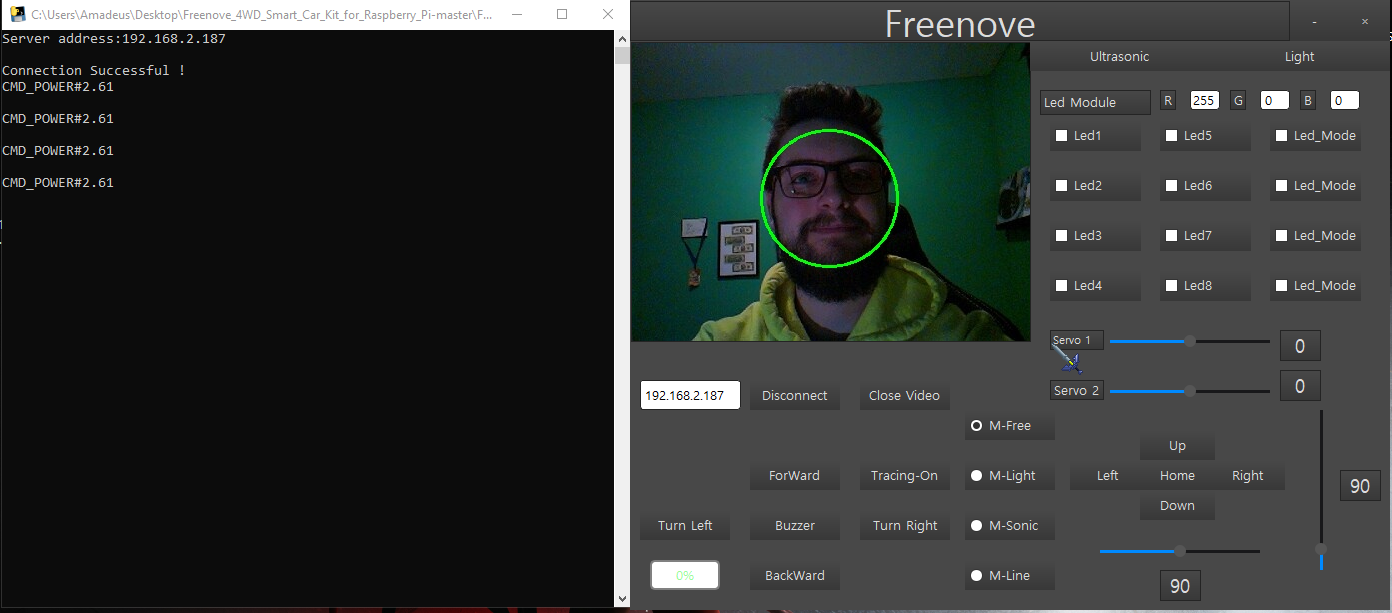 C:\Users\Amadeus\Desktop\Freenove_4WD_Smart_Car_Kit_for_Raspberry_Pi-master\F...
Server address:192.168.2.187
Connection Successful !
CMD_POWER#2.61
CMD_POWER#2.61
CMD_POWER#2.61
CMD_POWER#2.61
Freenove
Ultrasonic Light
Led Module R 255 G 0 B 0
Led1 Led5 Led_Mode
Led2 Led6 Led_Mode
Led3 Led7 Led_Mode
Led4 Led8 Led_Mode
Servo 1 0
Servo 2 0
192.168.2.187 Disconnect Close Video
M-Free
Up
ForWard Tracing-On M-Light Left Home Right 90
Down
Turn Left Buzzer Turn Right M-Sonic
0% BackWard M-Line 90